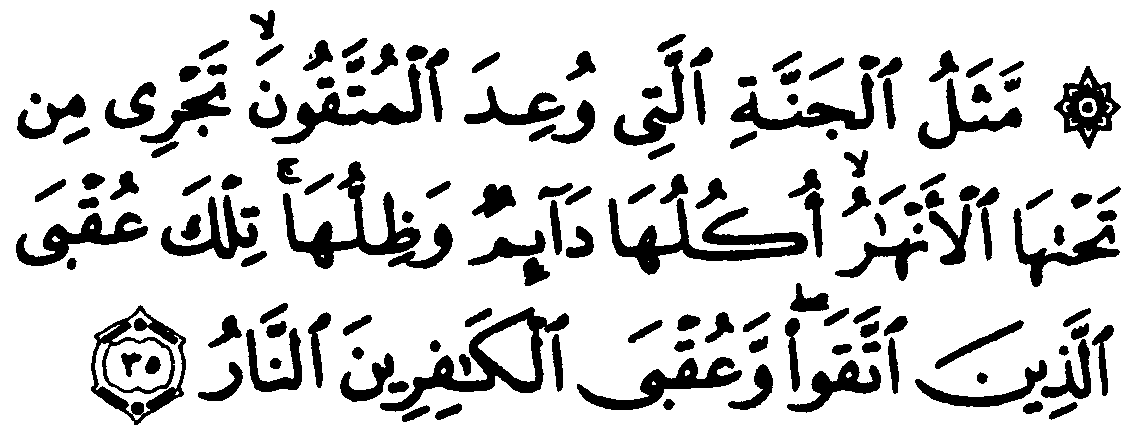 ۞ مَّثَلُ ٱلْجَنَّةِ ٱلَّتِى وُعِدَ ٱلْمُتَّقُونَ ۙ تَجْرِى مِن
تَحْتِهَا ٱلْأَنْهَـٰرُ ۙ أُكُلُهَا دَآئِمٌ وَظِلُّهَا ۚ تِلْكَ عُقْبَى
ٱلَّذِينَ ٱتَّقَوا۟ ۖ وَّعُقْبَى ٱلْكَـٰفِرِينَ ٱلنَّارُ ٣٥